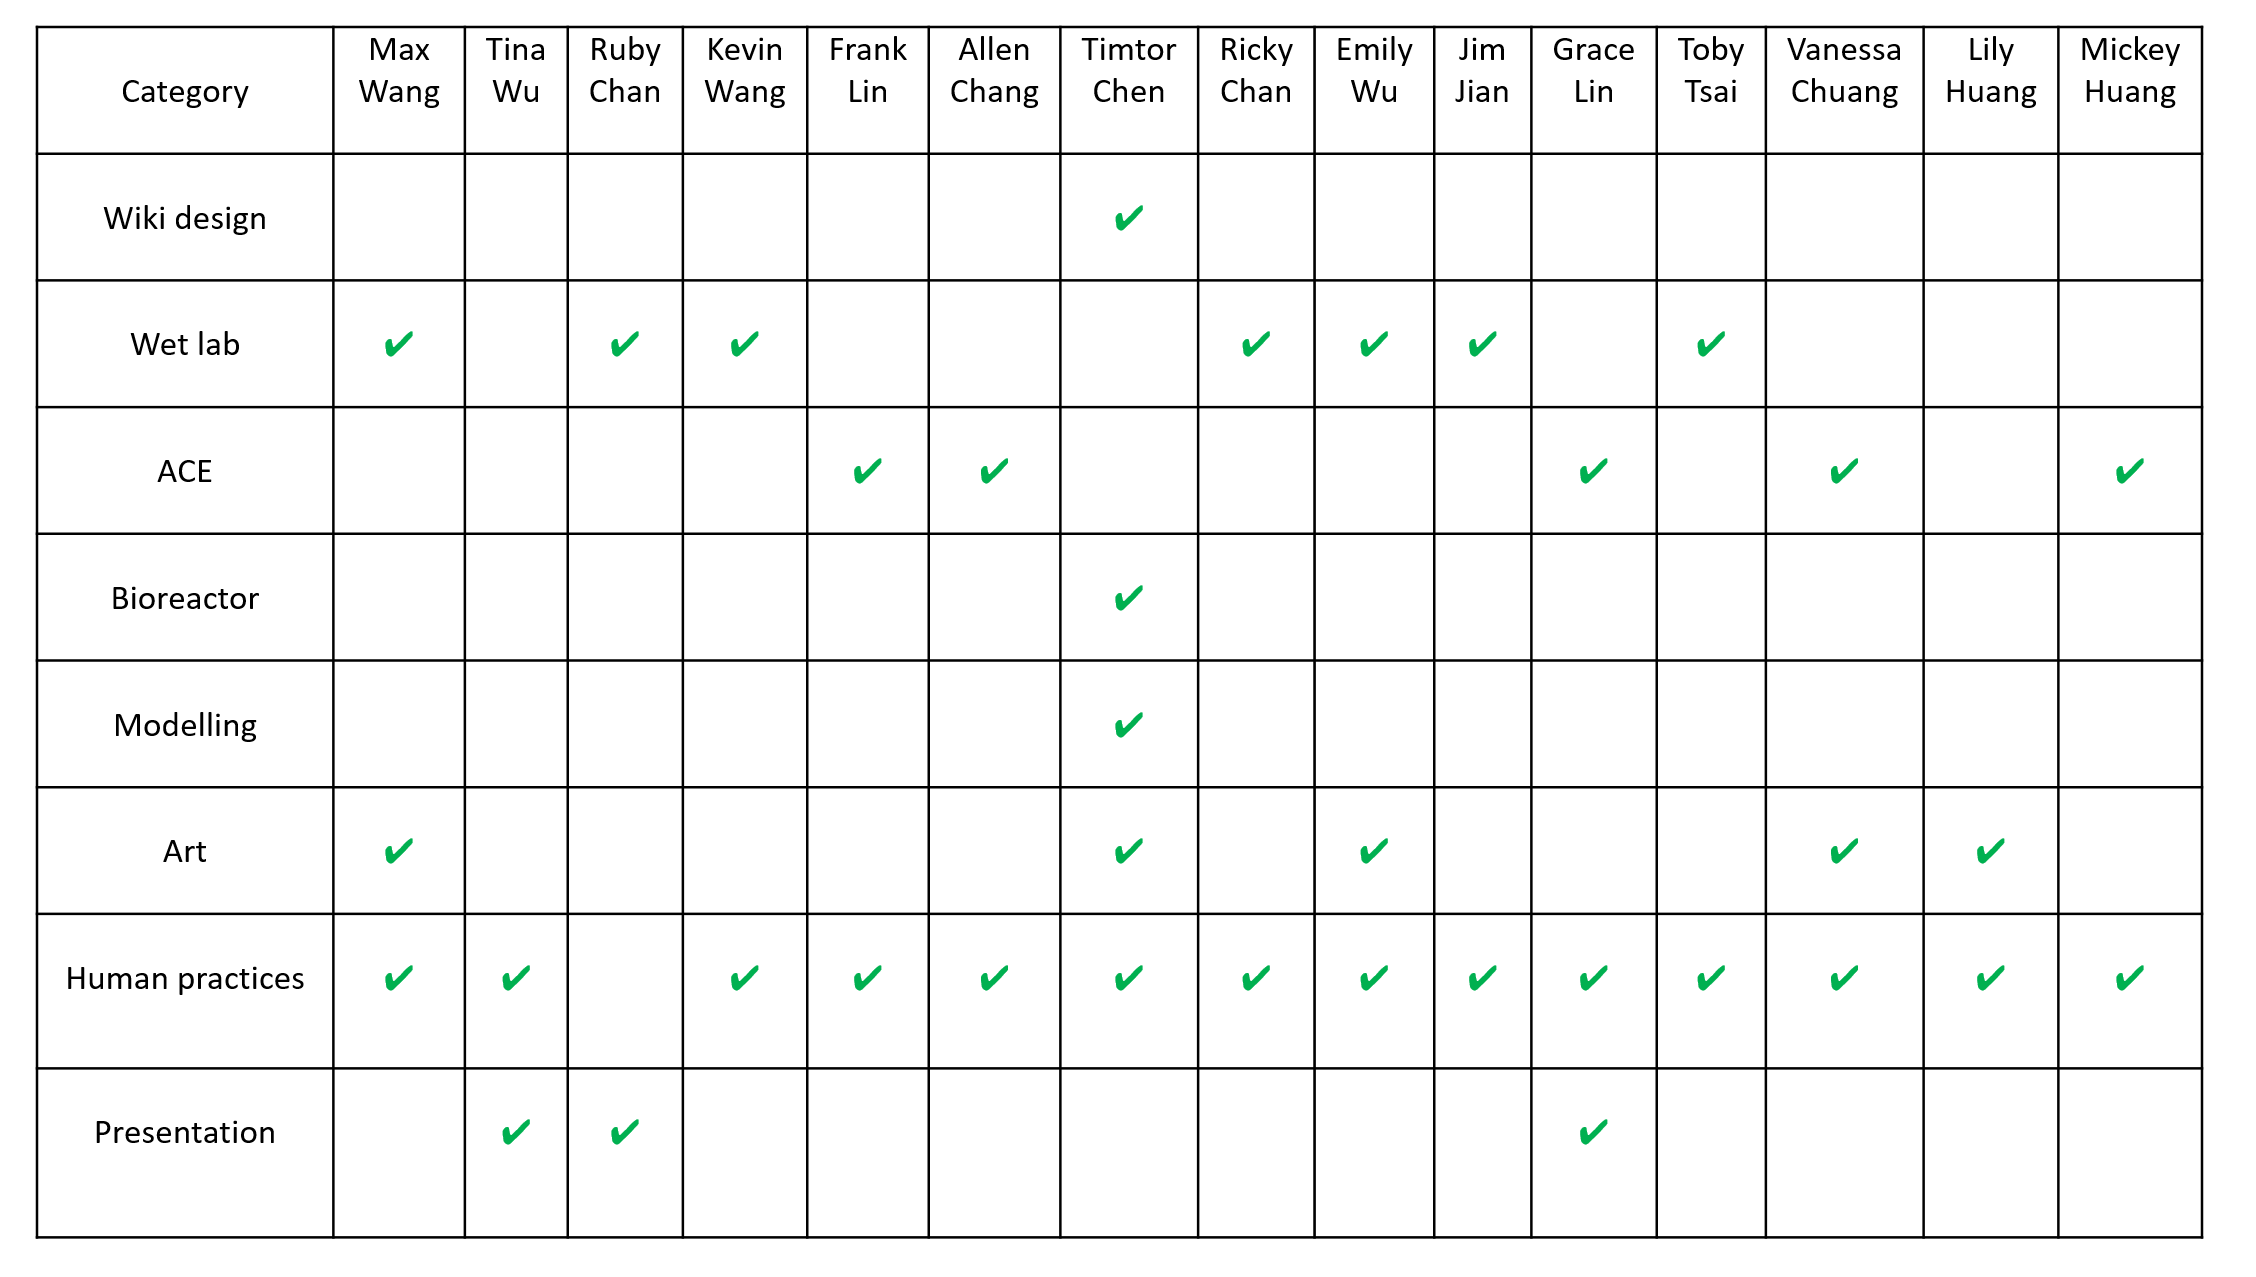 Category Max Wang Tina Wu Ruby Chan Kevin Wang Frank Lin Allen Chang Timtor Chen Ricky Chan Emily Wu Jim Jian Grace Lin Toby Tsai Vanessa Chuang Lily Huang Mickey Huang
Wiki design ✔
Wet lab ✔ ✔ ✔ ✔ ✔ ✔ ✔
ACE ✔ ✔ ✔ ✔ ✔
Bioreactor ✔
Modelling ✔
Art ✔ ✔ ✔ ✔ ✔
Human practices ✔ ✔ ✔ ✔ ✔ ✔ ✔ ✔ ✔ ✔ ✔ ✔ ✔ ✔
Presentation ✔ ✔ ✔